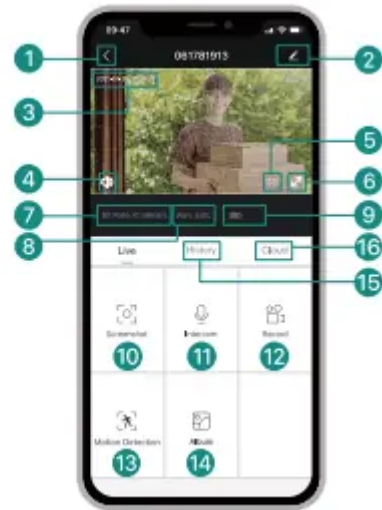 09:47
061781913
1
2
3
4
5
6
7
8
9
Live
History
Cloud
16
15
Screenshot
Intercom
Record
10
11
12
Motion Detection
Album
13
14